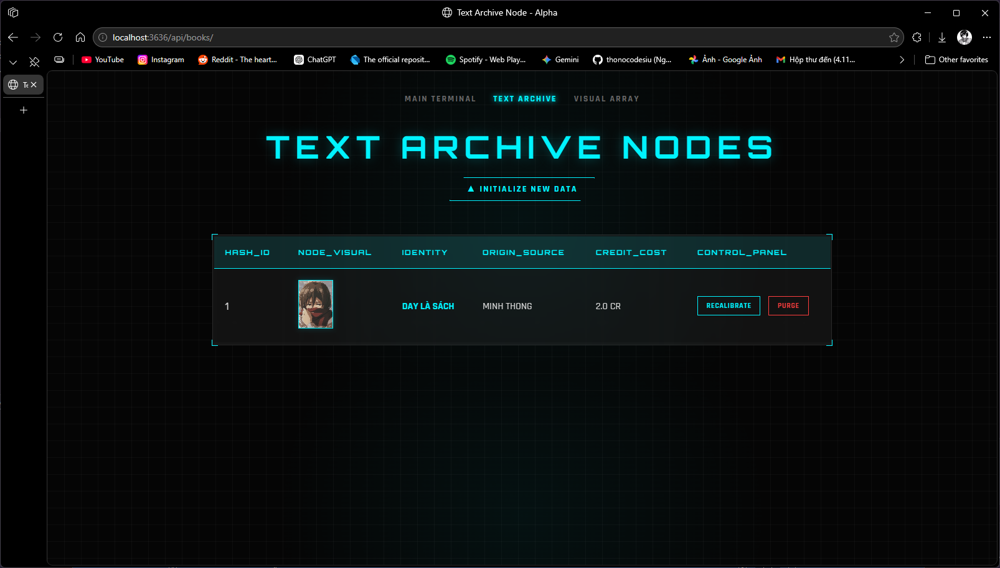 Text Archive Node - Alpha
localhost:3636/api/books/
YouTube
Instagram
Reddit - The heart...
ChatGPT
The official reposit...
Spotify - Web Play...
Gemini
thonocodesiu (Ng...
Ảnh - Google Ảnh
Hộp thư đến (4.11...
Other favorites
MAIN TERMINAL
TEXT ARCHIVE
VISUAL ARRAY
TEXT ARCHIVE NODES
▲ INITIALIZE NEW DATA
HASH_ID NODE_VISUAL IDENTITY ORIGIN_SOURCE CREDIT_COST CONTROL_PANEL
1 DAY LÀ SÁCH MINH THONG 2.0 CR RECALIBRATE PURGE